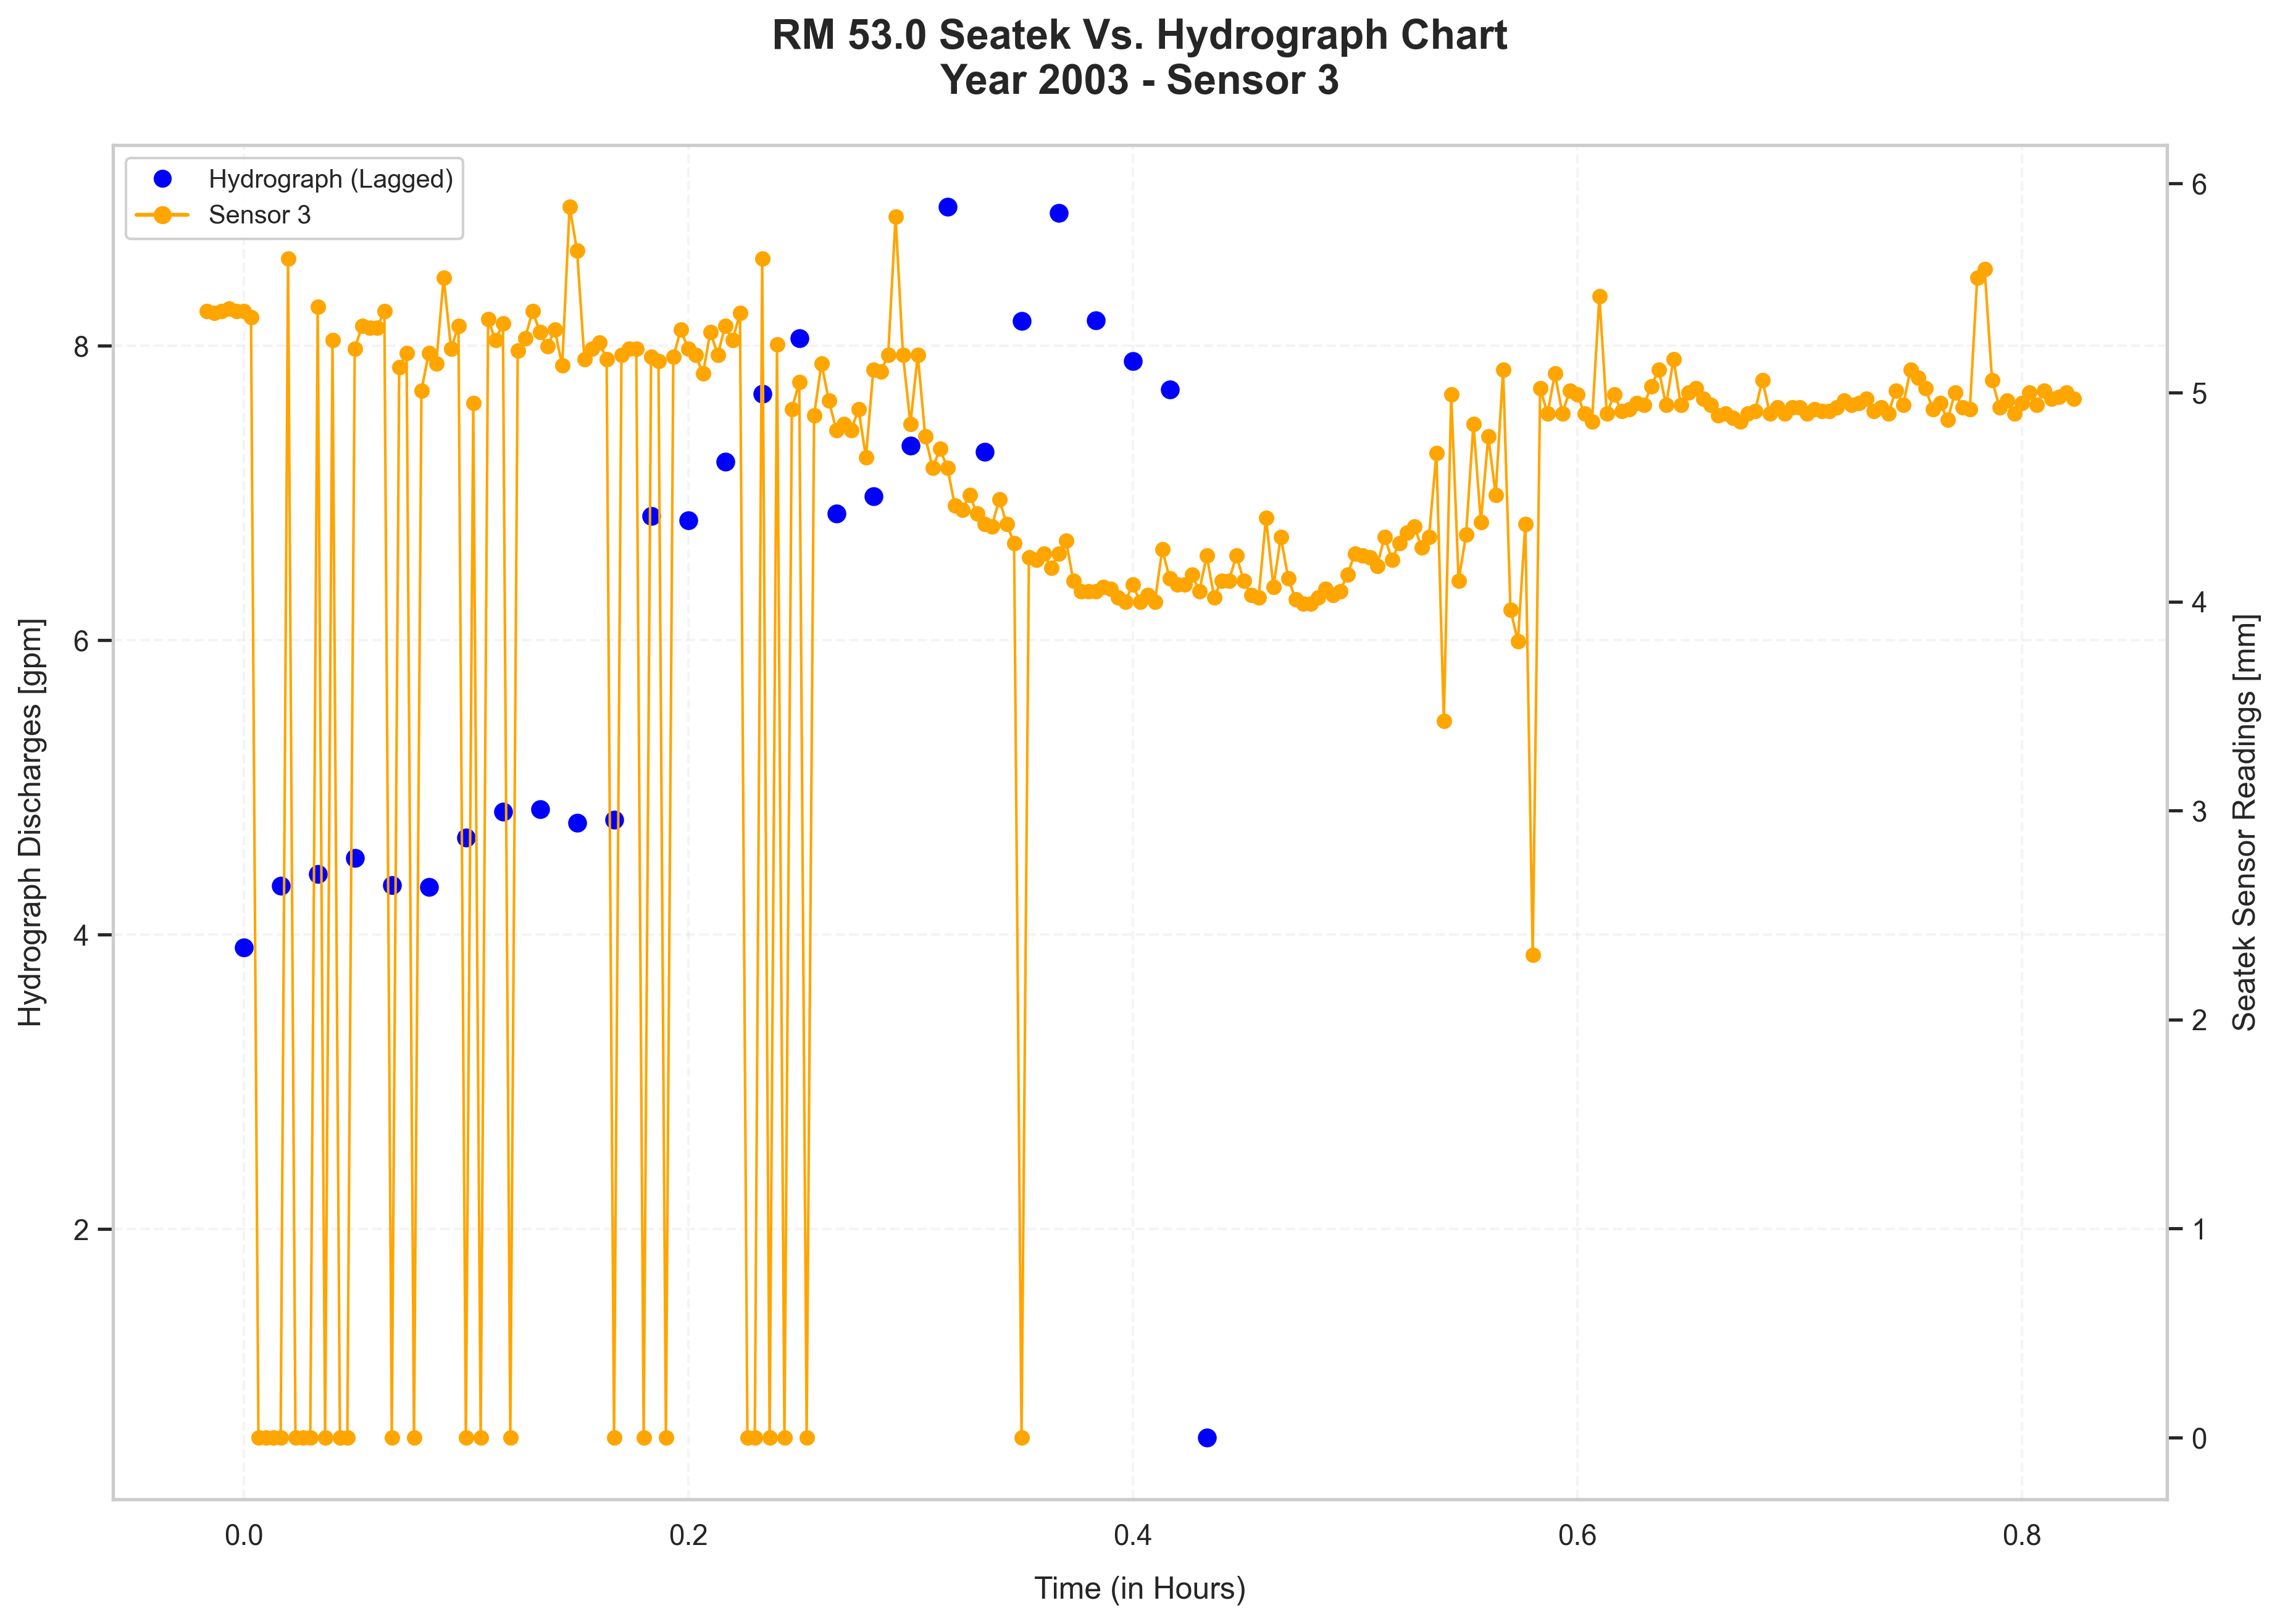 RM 53.0 Seatek Vs. Hydrograph Chart
Year 2003 - Sensor 3
Hydrograph (Lagged)
Sensor 3
Hydrograph Discharges [gpm]
8
6
4
2
6
5
4
3
2
1
0
Seatek Sensor Readings [mm]
0.0 0.2 0.4 0.6 0.8
Time (in Hours)